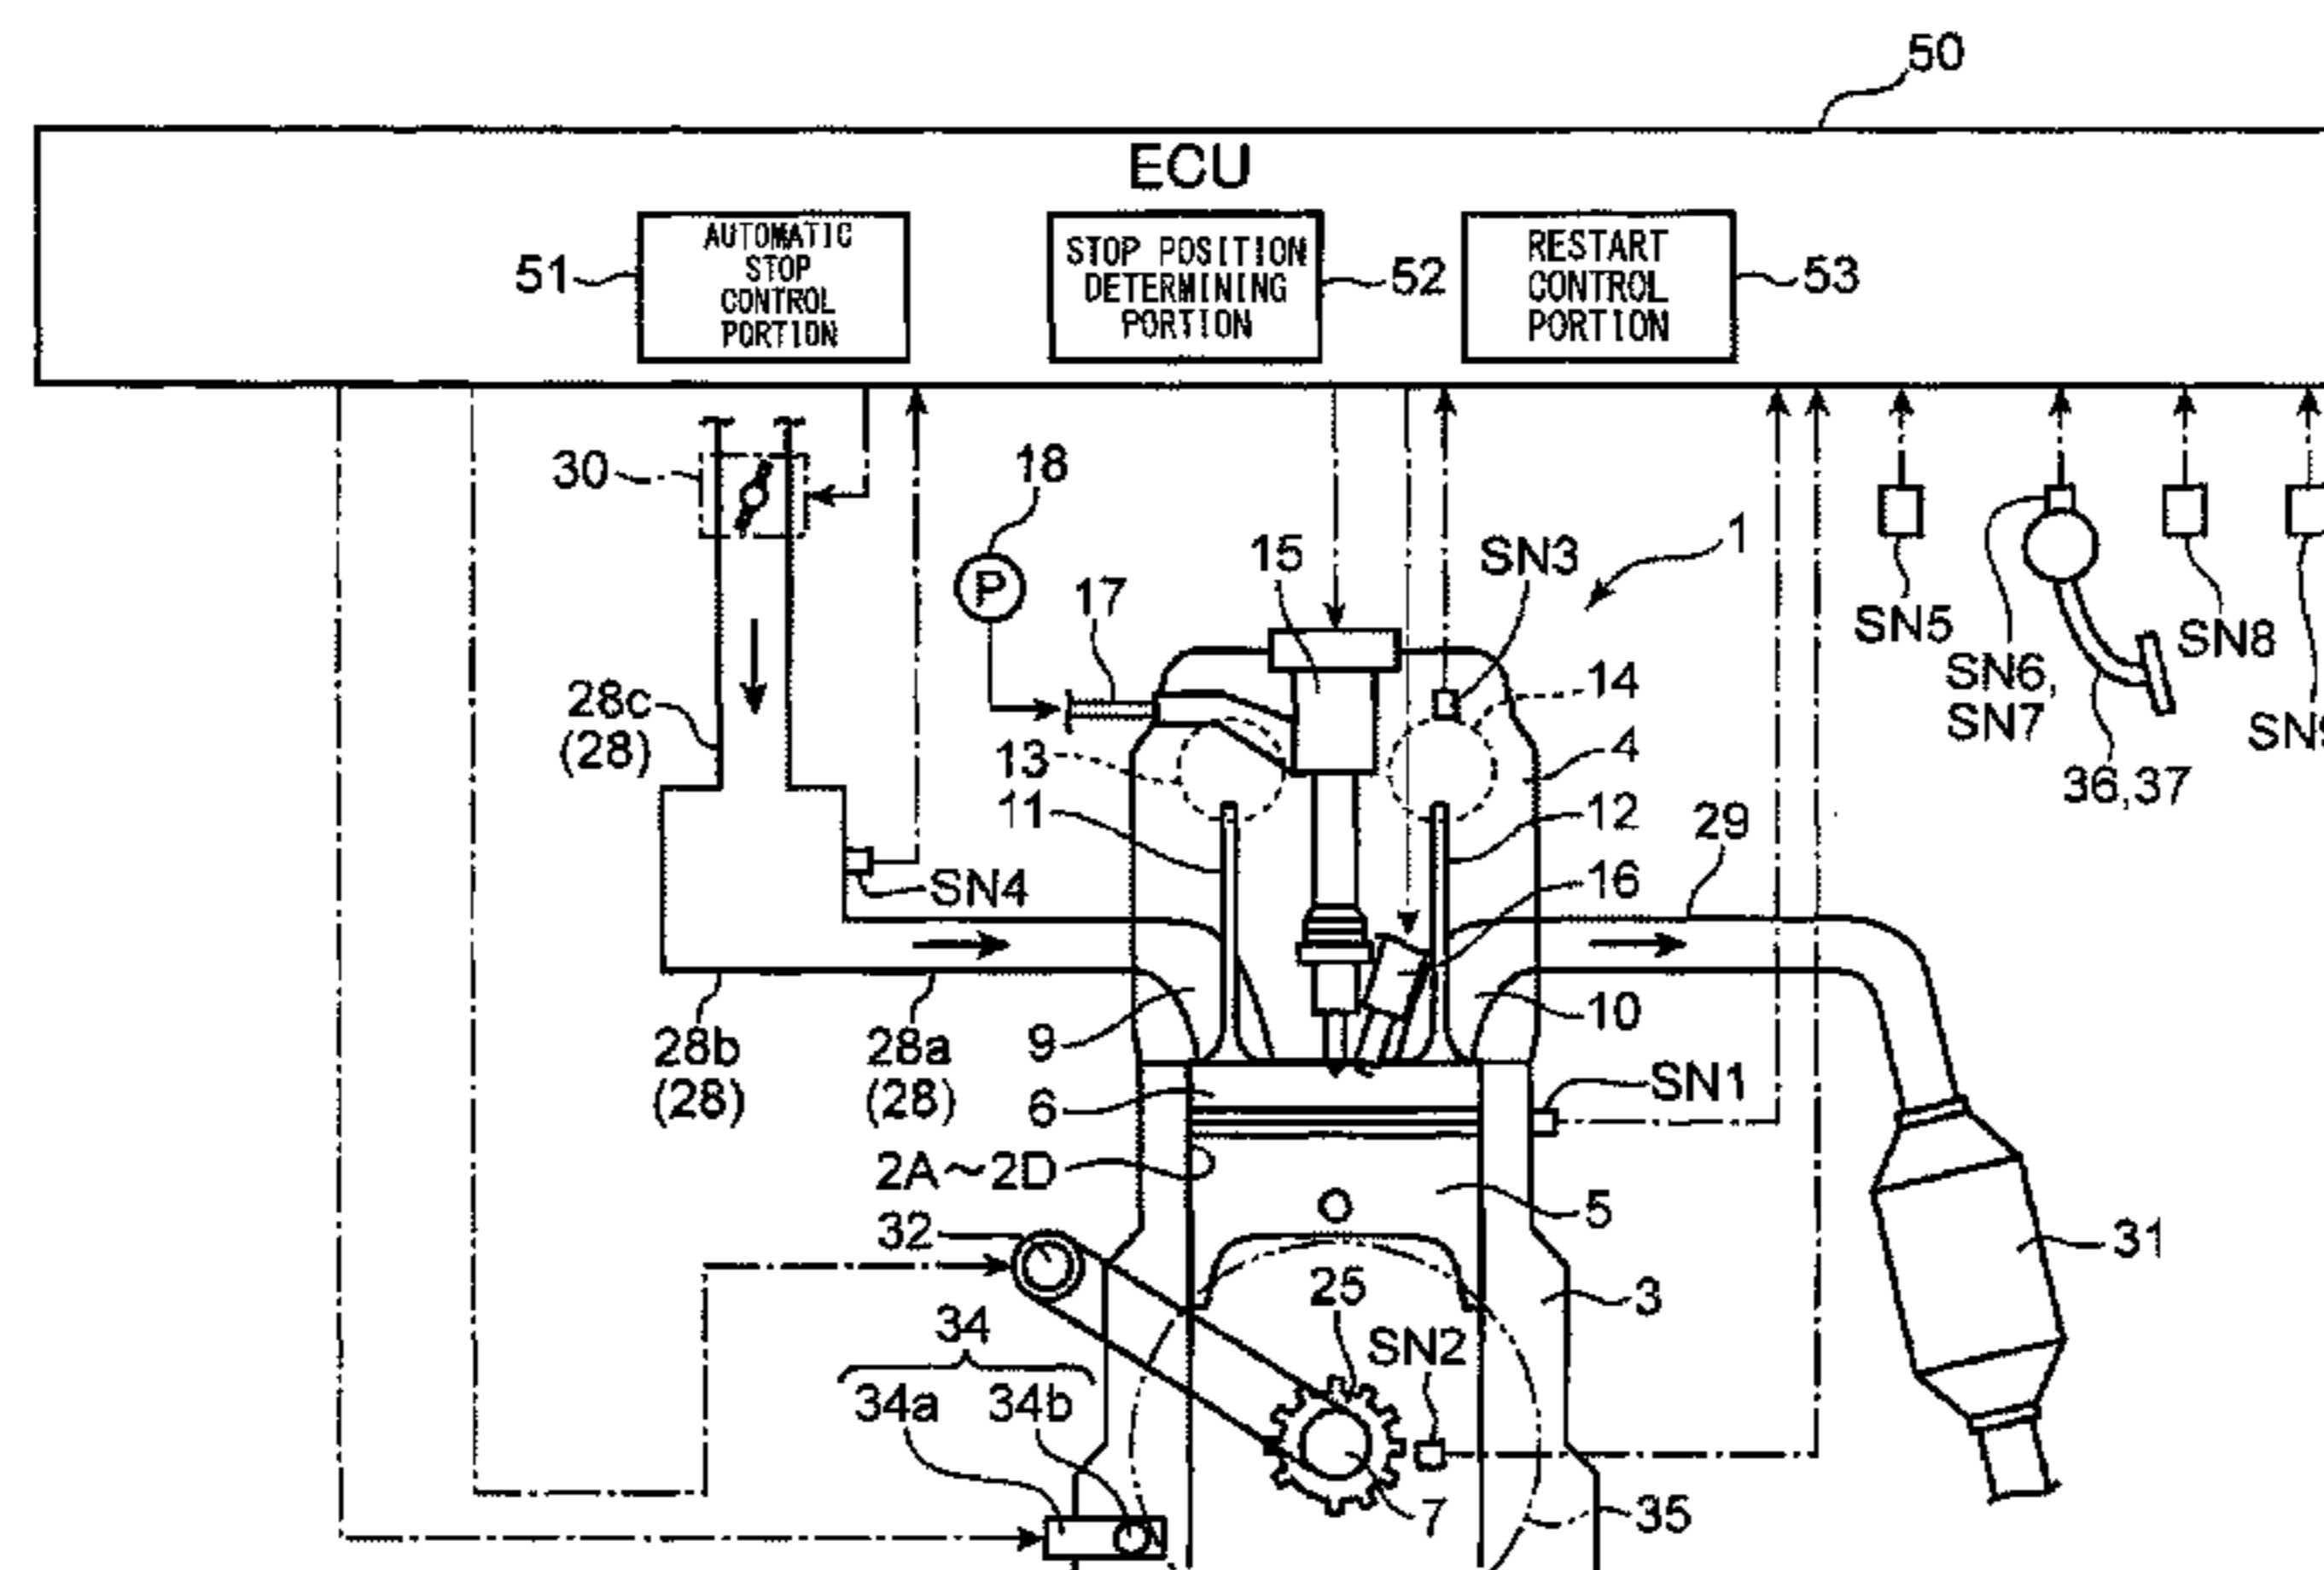 50
ECU
AUTOMATIC
STOP
CONTROL
PORTION
51
STOP POSITION
DETERMINING
PORTION
52
RESTART
CONTROL
PORTION
53
30
18
P
17
15
SN3
1
SN5
SN6,
SN7
SN8
36,37
28c
(28)
13
14
4
11
12
29
SN4
16
9
10
28b
(28)
28a
(28)
6
SN1
2A~2D
5
32
31
25
3
34
SN2
34a
34b
7
35